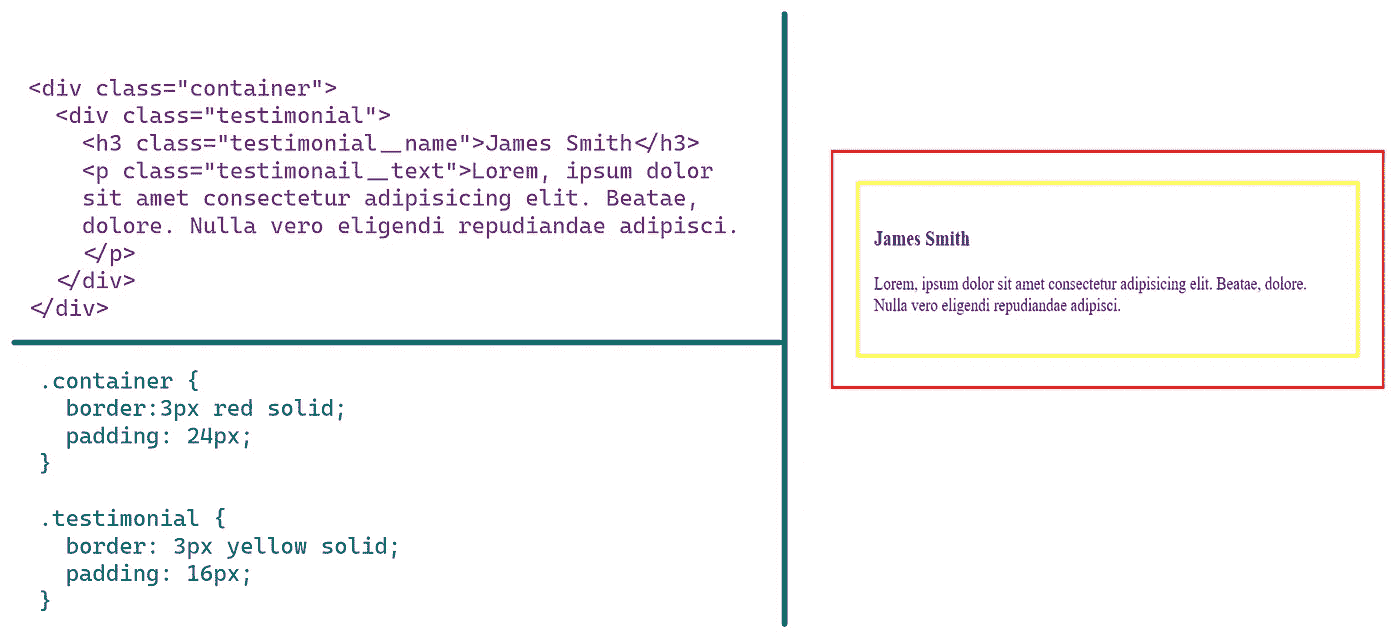 <div class="container">
<div class="testimonial">
<h3 class="testimonial__name">James Smith</h3>
<p class="testimonail__text">Lorem, ipsum dolor
sit amet consectetur adipisicing elit. Beatae,
dolore. Nulla vero eligendi repudiandae adipisci.
</p>
</div>
</div>
.container {
border:3px red solid;
padding: 24px;
}
.testimonial {
border: 3px yellow solid;
padding: 16px;
}
James Smith
Lorem, ipsum dolor sit amet consectetur adipisicing elit. Beatae, dolore.
Nulla vero eligendi repudiandae adipisci.